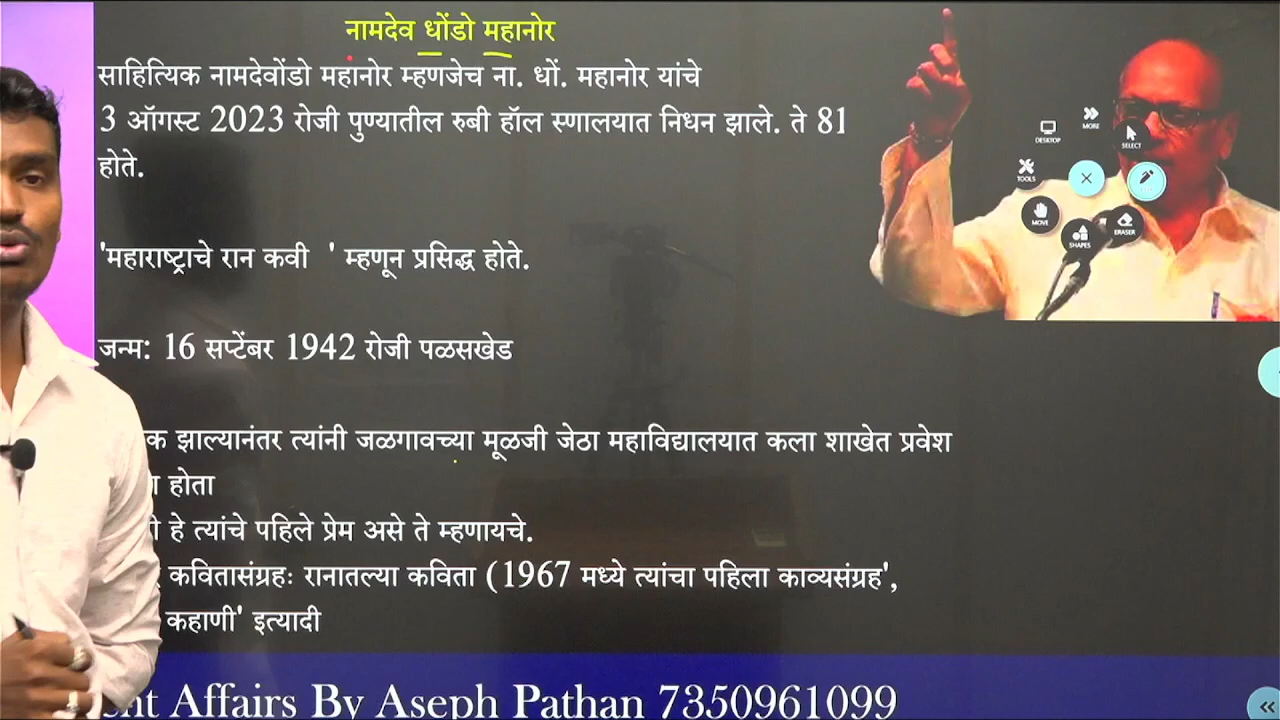 नामदेव धोंडो महानोर
साहित्यिक नामदेवोंडो महानोर म्हणजेच ना. धों. महानोर यांचे
3 ऑगस्ट 2023 रोजी पुण्यातील रुबी हॉल स्णालयात निधन झाले. ते 81
होते.
'महाराष्ट्राचे रान कवी ' म्हणून प्रसिद्ध होते.
जन्म: 16 सप्टेंबर 1942 रोजी पळसखेड
झाल्यानंतर त्यांनी जळगावच्या मूळजी जेठा महाविद्यालयात कला शाखेत प्रवेश
होता
हे त्यांचे पहिले प्रेम असे ते म्हणायचे.
कवितासंग्रहः रानातल्या कविता (1967 मध्ये त्यांचा पहिला काव्यसंग्रह',
कहाणी' इत्यादी
Affairs By Aseph Pathan 7350961099
MORE
DESKTOP
SELECT
TOOLS
MOVE
SHAPES
ERASER